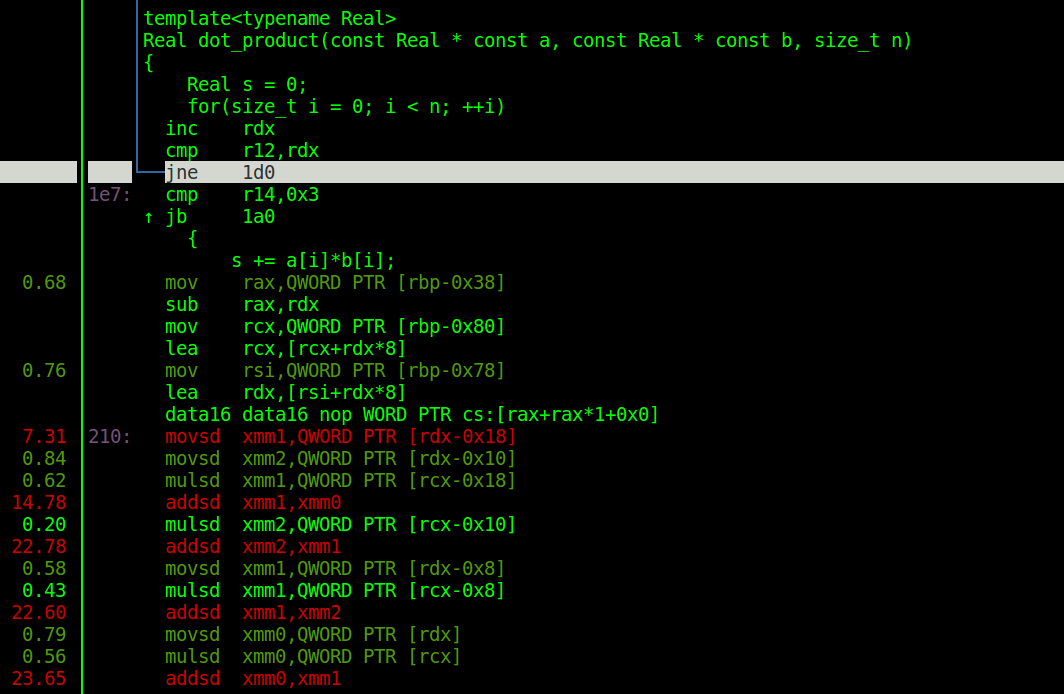 template<typename Real>
Real dot_product(const Real * const a, const Real * const b, size_t n)
{
Real s = 0;
for(size_t i = 0; i < n; ++i)
inc rdx
cmp r12,rdx
jne 1d0
1e7: cmp r14,0x3
↑ jb 1a0
{
s += a[i]*b[i];
0.68 mov rax,QWORD PTR [rbp-0x38]
sub rax,rdx
mov rcx,QWORD PTR [rbp-0x80]
lea rcx,[rcx+rdx*8]
0.76 mov rsi,QWORD PTR [rbp-0x78]
lea rdx,[rsi+rdx*8]
data16 data16 nop WORD PTR cs:[rax+rax*1+0x0]
7.31 210: movsd xmm1,QWORD PTR [rdx-0x18]
0.84 movsd xmm2,QWORD PTR [rdx-0x10]
0.62 mulsd xmm1,QWORD PTR [rcx-0x18]
14.78 addsd xmm1,xmm0
0.20 mulsd xmm2,QWORD PTR [rcx-0x10]
22.78 addsd xmm2,xmm1
0.58 movsd xmm1,QWORD PTR [rdx-0x8]
0.43 mulsd xmm1,QWORD PTR [rcx-0x8]
22.60 addsd xmm1,xmm2
0.79 movsd xmm0,QWORD PTR [rdx]
0.56 mulsd xmm0,QWORD PTR [rcx]
23.65 addsd xmm0,xmm1